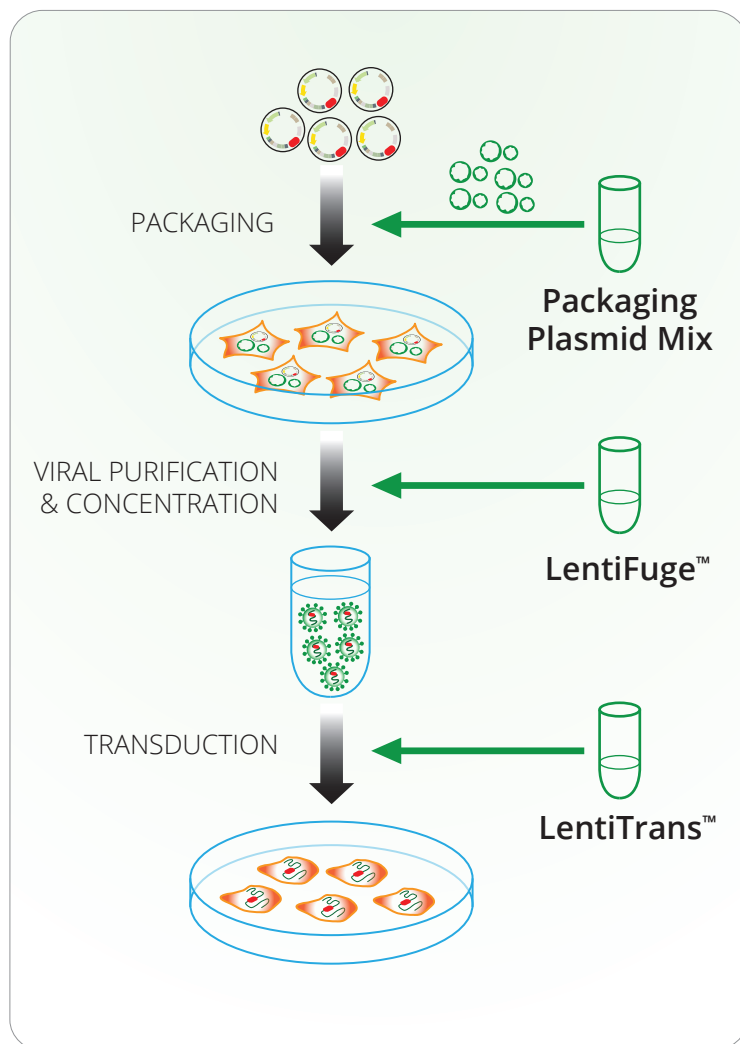 PACKAGING
Packaging
Plasmid Mix
VIRAL PURIFICATION
& CONCENTRATION
LentiFuge™
TRANSDUCTION
LentiTrans™